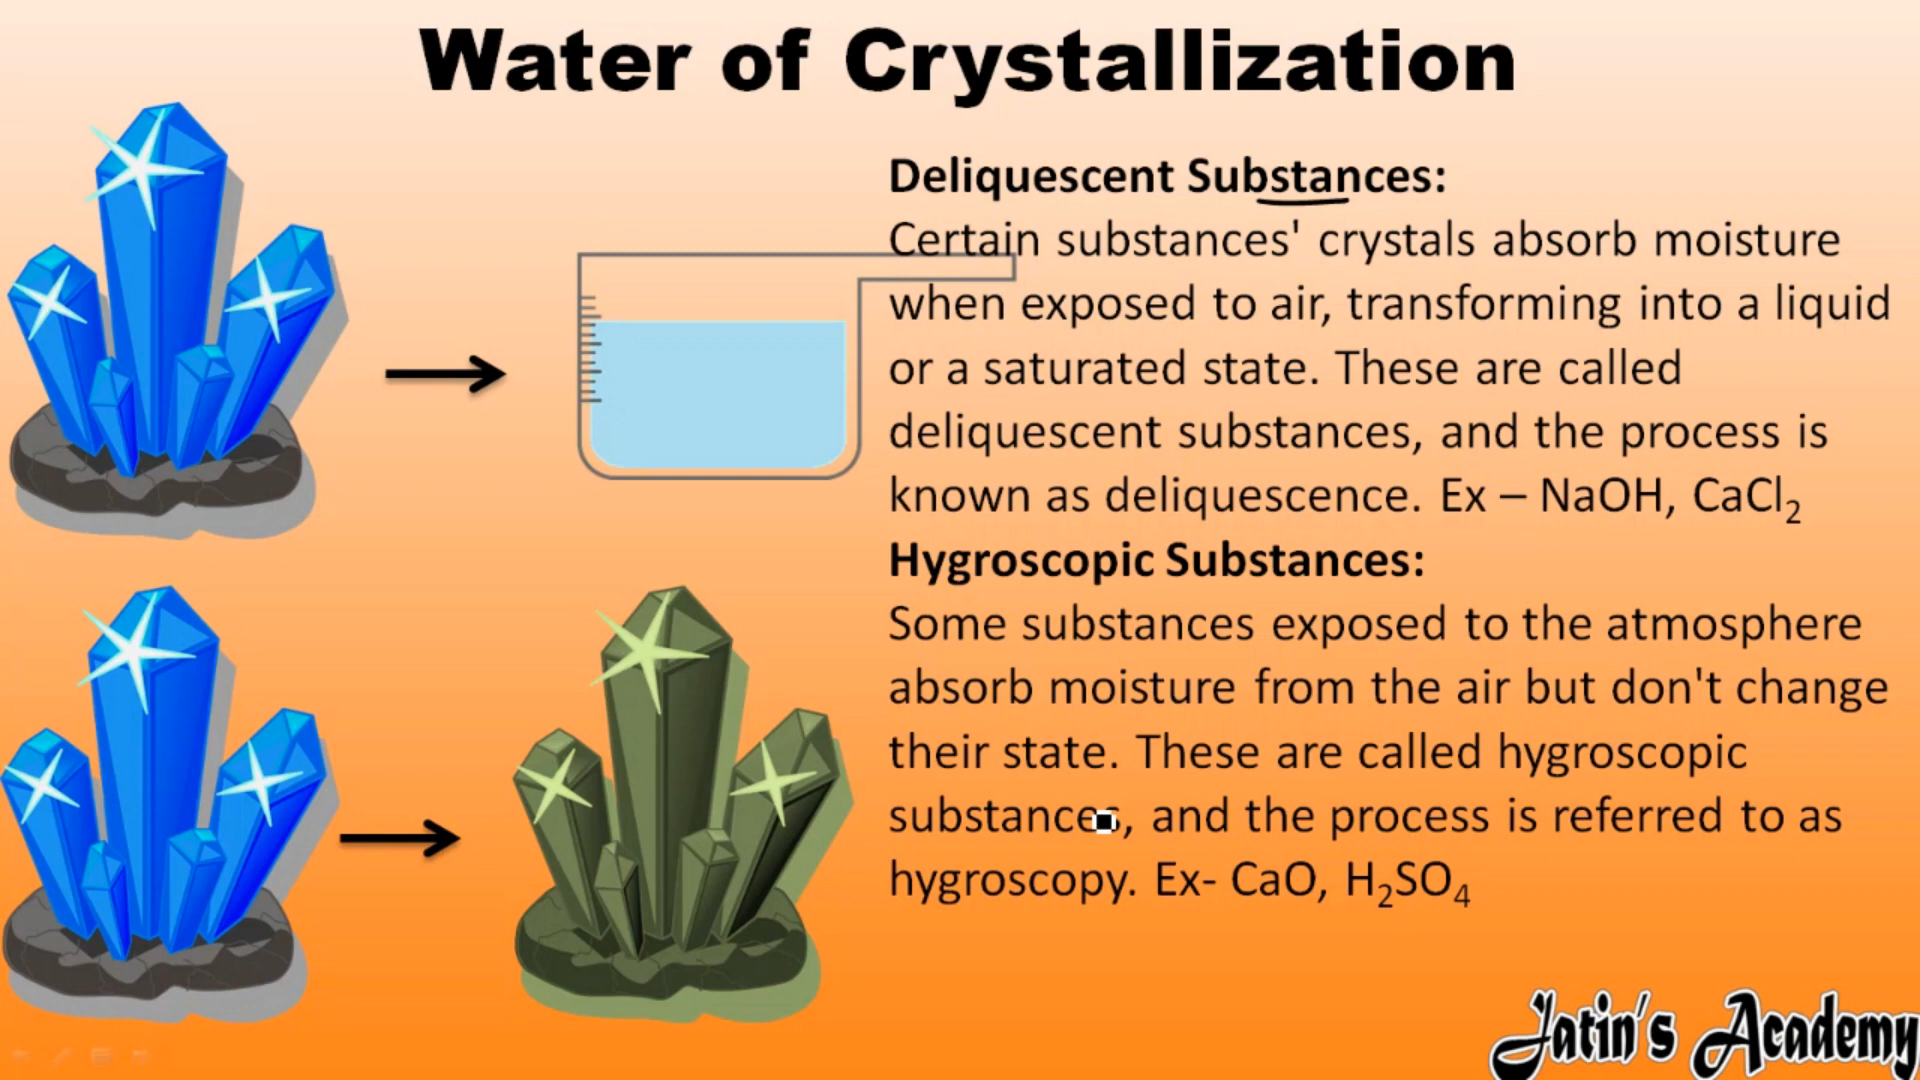 Water of Crystallization
Deliquescent Substances:
Certain substances' crystals absorb moisture
when exposed to air, transforming into a liquid
or a saturated state. These are called
deliquescent substances, and the process is
known as deliquescence. Ex – NaOH, CaCl₂
Hygroscopic Substances:
Some substances exposed to the atmosphere
absorb moisture from the air but don't change
their state. These are called hygroscopic
substances, and the process is referred to as
hygroscopy. Ex- CaO, H₂SO₄
Jatin's Academy